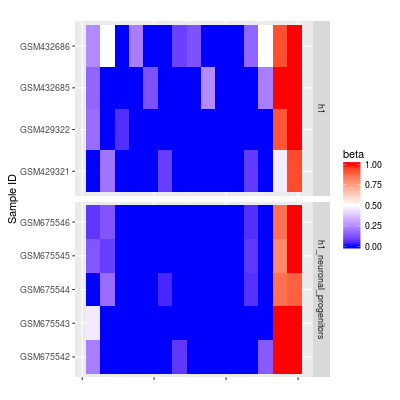 GSM432686
GSM432685
GSM429322
GSM429321
h1
GSM675546
GSM675545
GSM675544
GSM675543
GSM675542
h1_neuronal_progenitors
Sample ID
beta
1.00
0.75
0.50
0.25
0.00